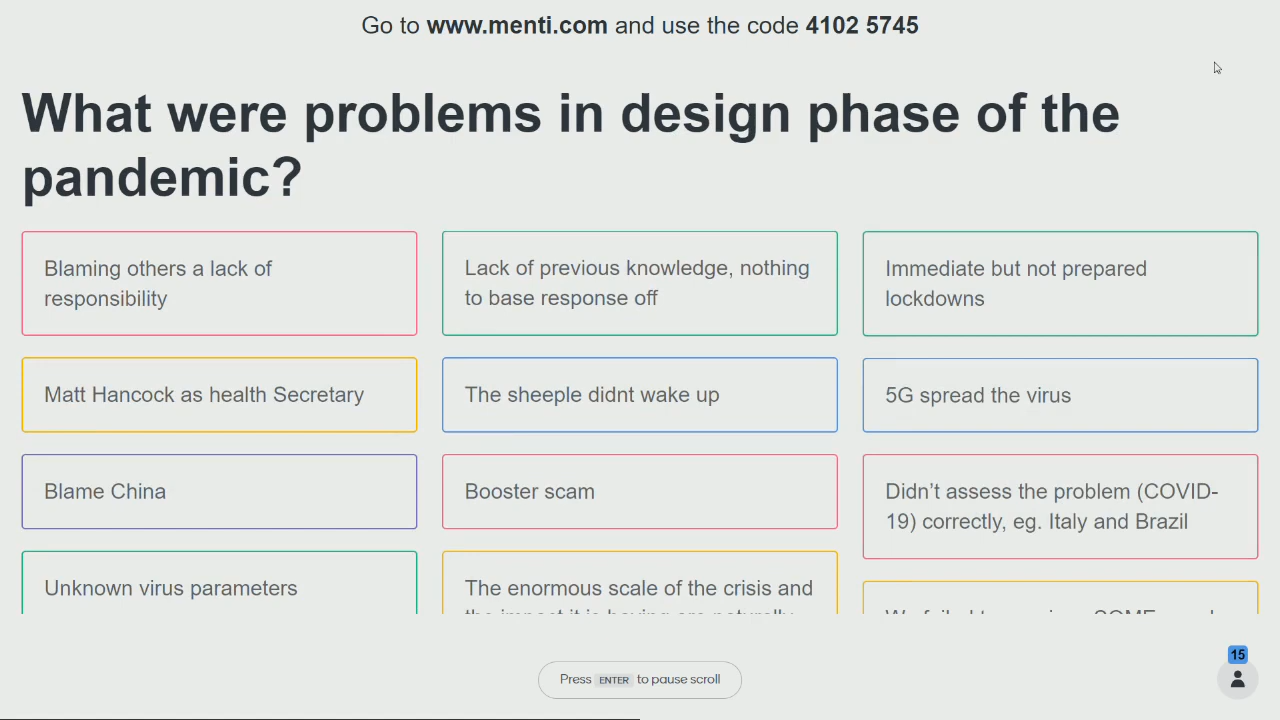 Go to www.menti.com and use the code 4102 5745
What were problems in design phase of the
pandemic?
Blaming others a lack of
responsibility
Lack of previous knowledge, nothing
to base response off
Immediate but not prepared
lockdowns
Matt Hancock as health Secretary
The sheeple didnt wake up
5G spread the virus
Blame China
Booster scam
Didn’t assess the problem (COVID-
19) correctly, eg. Italy and Brazil
Unknown virus parameters
The enormous scale of the crisis and
15
Press ENTER to pause scroll